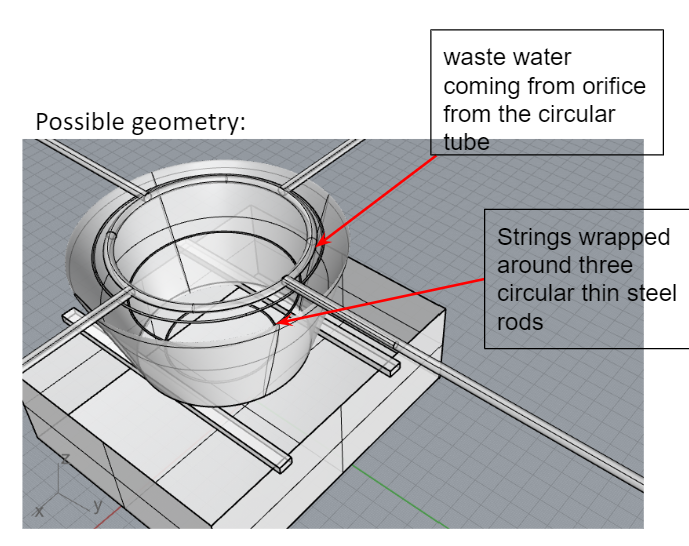 waste water
coming from orifice
from the circular
tube
Possible geometry:
Strings wrapped
around three
circular thin steel
rods
z
x
y